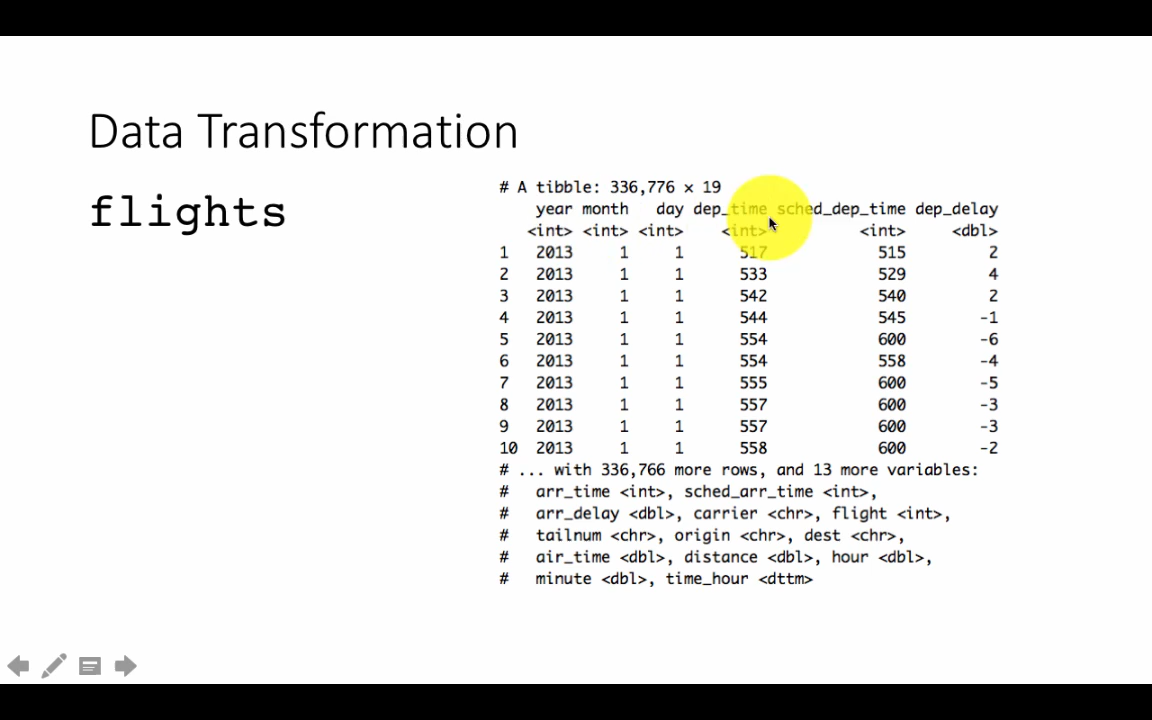 Data Transformation
flights
# A tibble: 336,776 × 19
year month day dep_time sched_dep_time dep_delay
<int> <int> <int> <int> <int> <dbl>
1 2013 1 1 517 515 2
2 2013 1 1 533 529 4
3 2013 1 1 542 540 2
4 2013 1 1 544 545 -1
5 2013 1 1 554 600 -6
6 2013 1 1 554 558 -4
7 2013 1 1 555 600 -5
8 2013 1 1 557 600 -3
9 2013 1 1 557 600 -3
10 2013 1 1 558 600 -2
# ... with 336,766 more rows, and 13 more variables:
# arr_time <int>, sched_arr_time <int>,
# arr_delay <dbl>, carrier <chr>, flight <int>,
# tailnum <chr>, origin <chr>, dest <chr>,
# air_time <dbl>, distance <dbl>, hour <dbl>,
# minute <dbl>, time_hour <dttm>